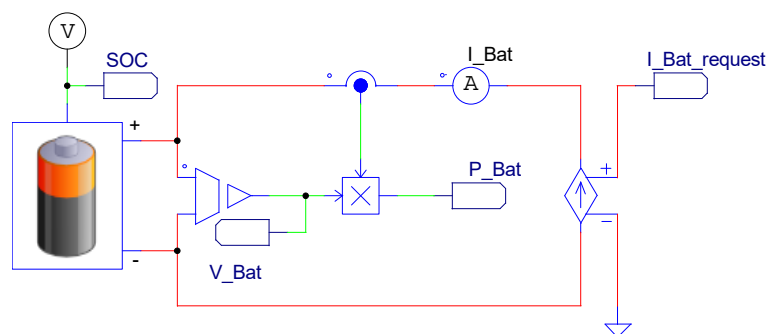 V
SOC
I_Bat
I_Bat_request
A
+
+
P_Bat
-
-
V_Bat